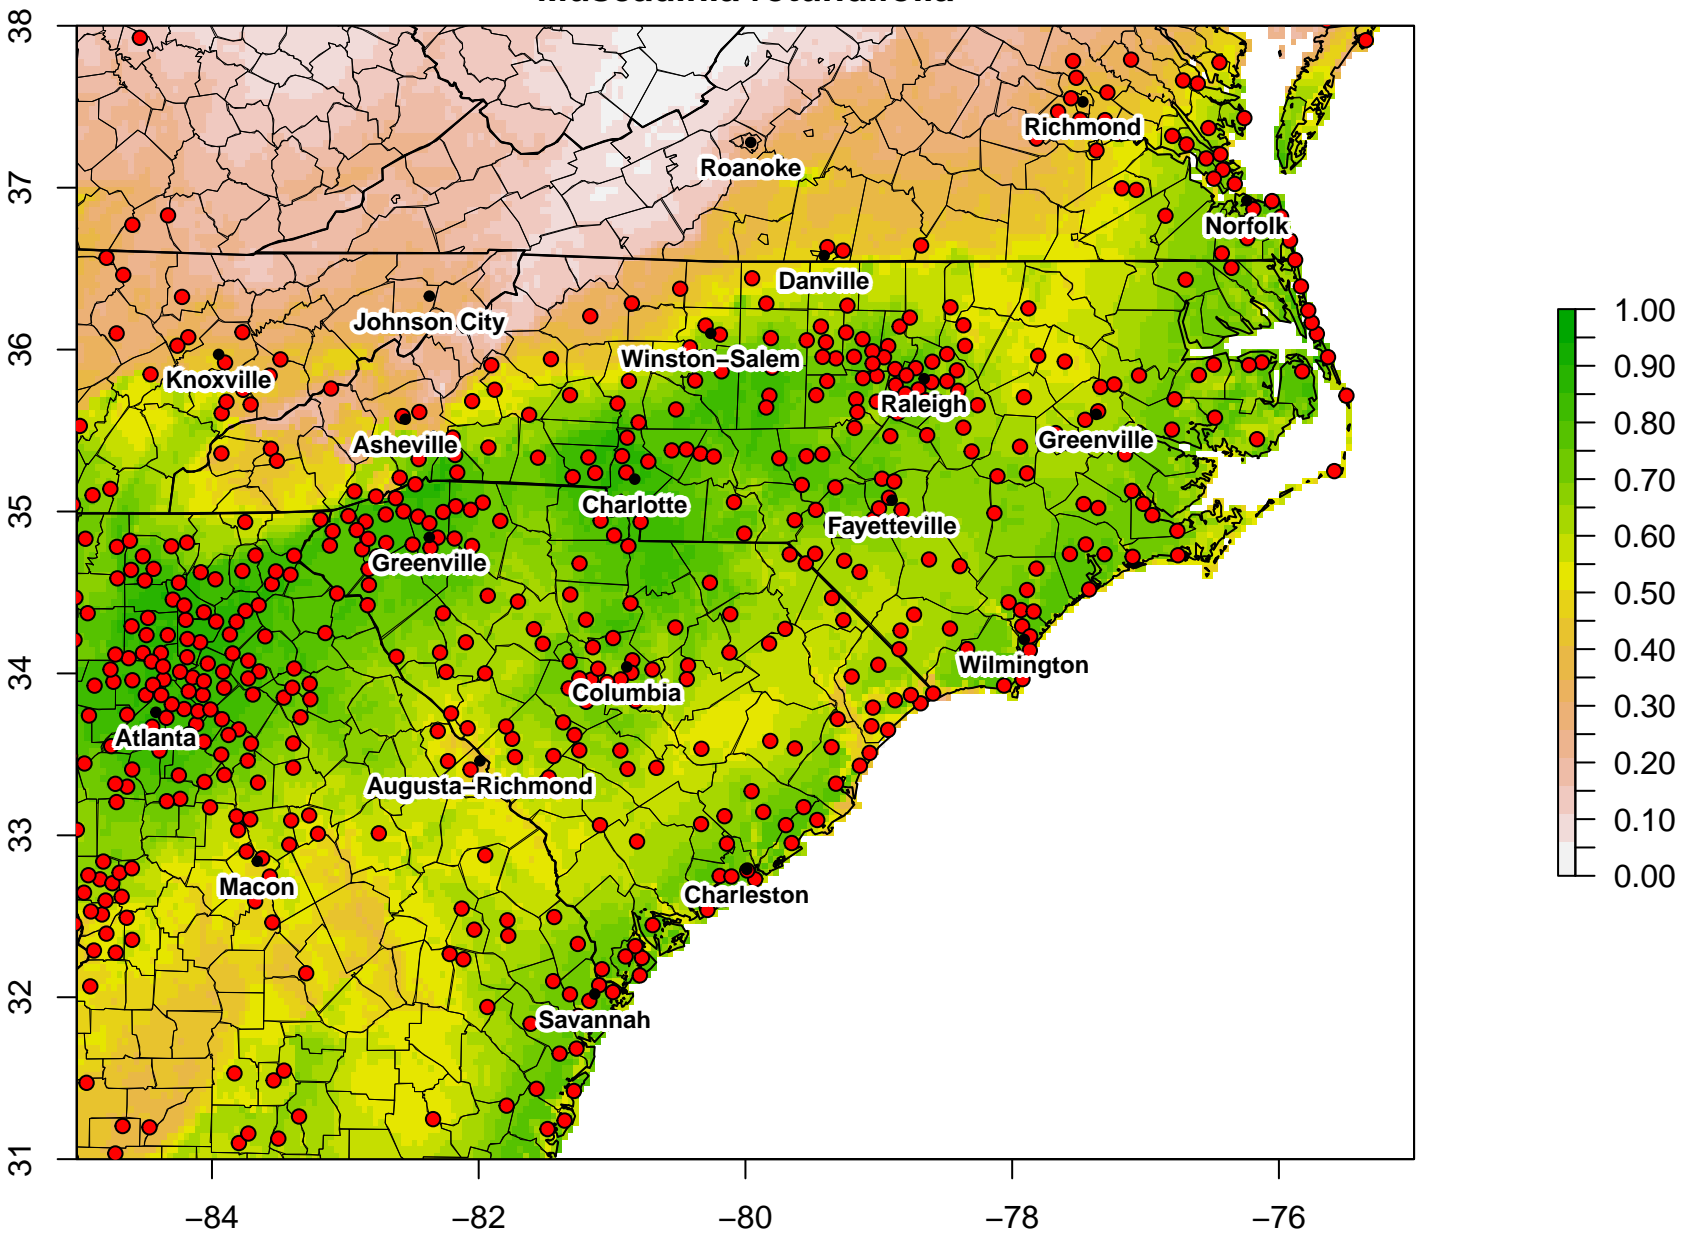 38
37
36
35
34
33
32
31
Richmond
Roanoke
Norfolk
Danville
Johnson City
Winston–Salem
Knoxville
Raleigh
Asheville
Greenville
Charlotte
Fayetteville
Greenville
Wilmington
Columbia
Atlanta
Augusta–Richmond
Macon
Charleston
Savannah
−84
−82
−80
−78
−76
1.00
0.90
0.80
0.70
0.60
0.50
0.40
0.30
0.20
0.10
0.00